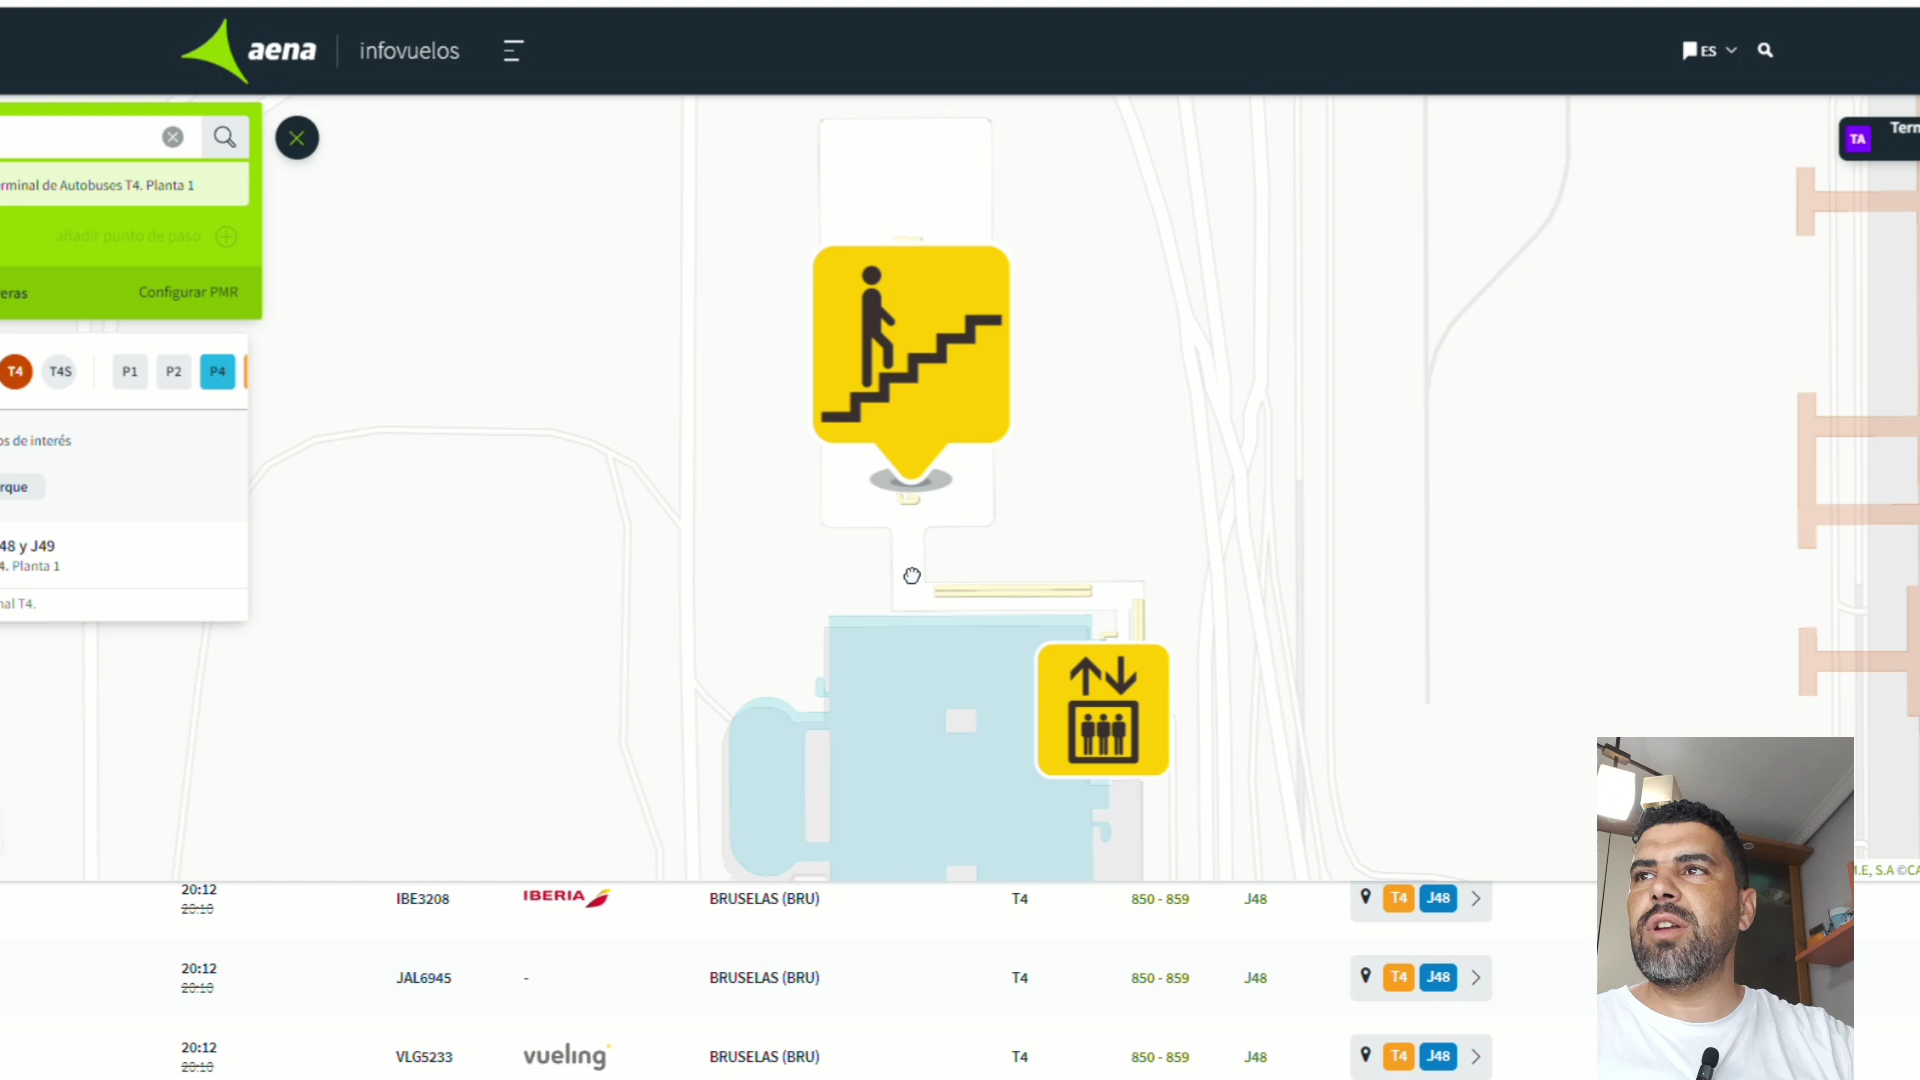 aena infovuelos ES
TA Term
rminal de Autobuses T4. Planta 1
añadir punto de paso
eras Configurar PMR
T4 T4S P1 P2 P4
os de interés
rque
48 y J49
4. Planta 1
nal T4.
M.E, S.A ©CA
20:12
20:10
IBE3208 IBERIA BRUSELAS (BRU) T4 850 - 859 J48 T4 J48
20:12
20:10
JAL6945 - BRUSELAS (BRU) T4 850 - 859 J48 T4 J48
20:12
20:10
VLG5233 vueling BRUSELAS (BRU) T4 850 - 859 J48 T4 J48